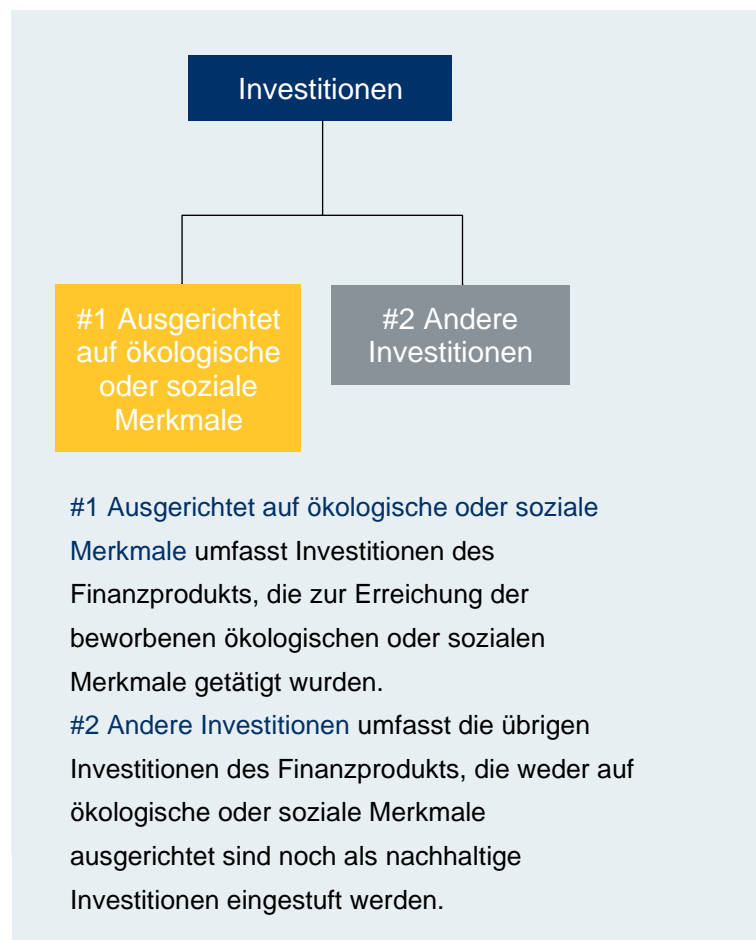 Investitionen
#1 Ausgerichtet
auf ökologische
oder soziale
Merkmale
#2 Andere
Investitionen
#1 Ausgerichtet auf ökologische oder soziale
Merkmale umfasst Investitionen des
Finanzprodukts, die zur Erreichung der
beworbenen ökologischen oder sozialen
Merkmale getätigt wurden.
#2 Andere Investitionen umfasst die übrigen
Investitionen des Finanzprodukts, die weder auf
ökologische oder soziale Merkmale
ausgerichtet sind noch als nachhaltige
Investitionen eingestuft werden.